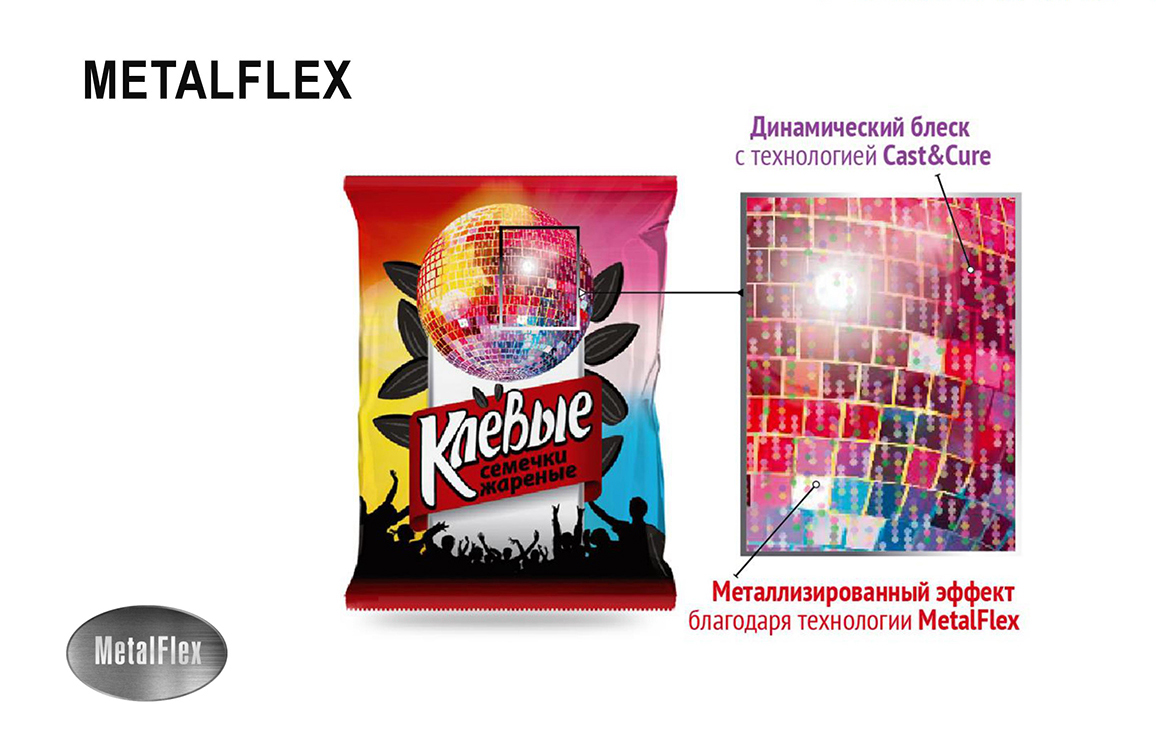 METALFLEX
Динамический блеск
с технологией Cast&Cure
Клёвые
семечки
жареные
Металлизированный эффект
благодаря технологии MetalFlex
MetalFlex